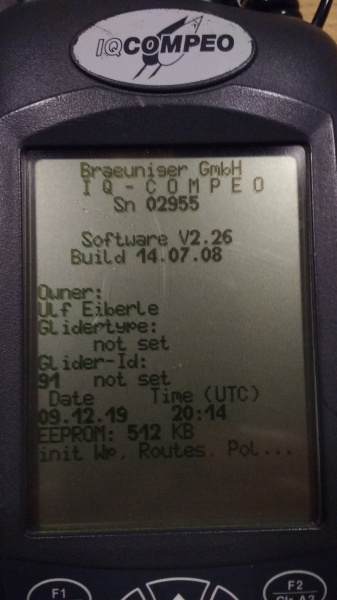 IQCOMPEO
Braeuniger GmbH
I Q - C O M P E O
Sn 02955
Software V2.26
Build 14.07.08
Owner:
Ulf Eiberle
Glidertype:
not set
Glider-Id:
91 not set
Date Time (UTC)
09.12.19 20:14
EEPROM: 512 KB
init Wp, Routes, Pol...
F1
F2